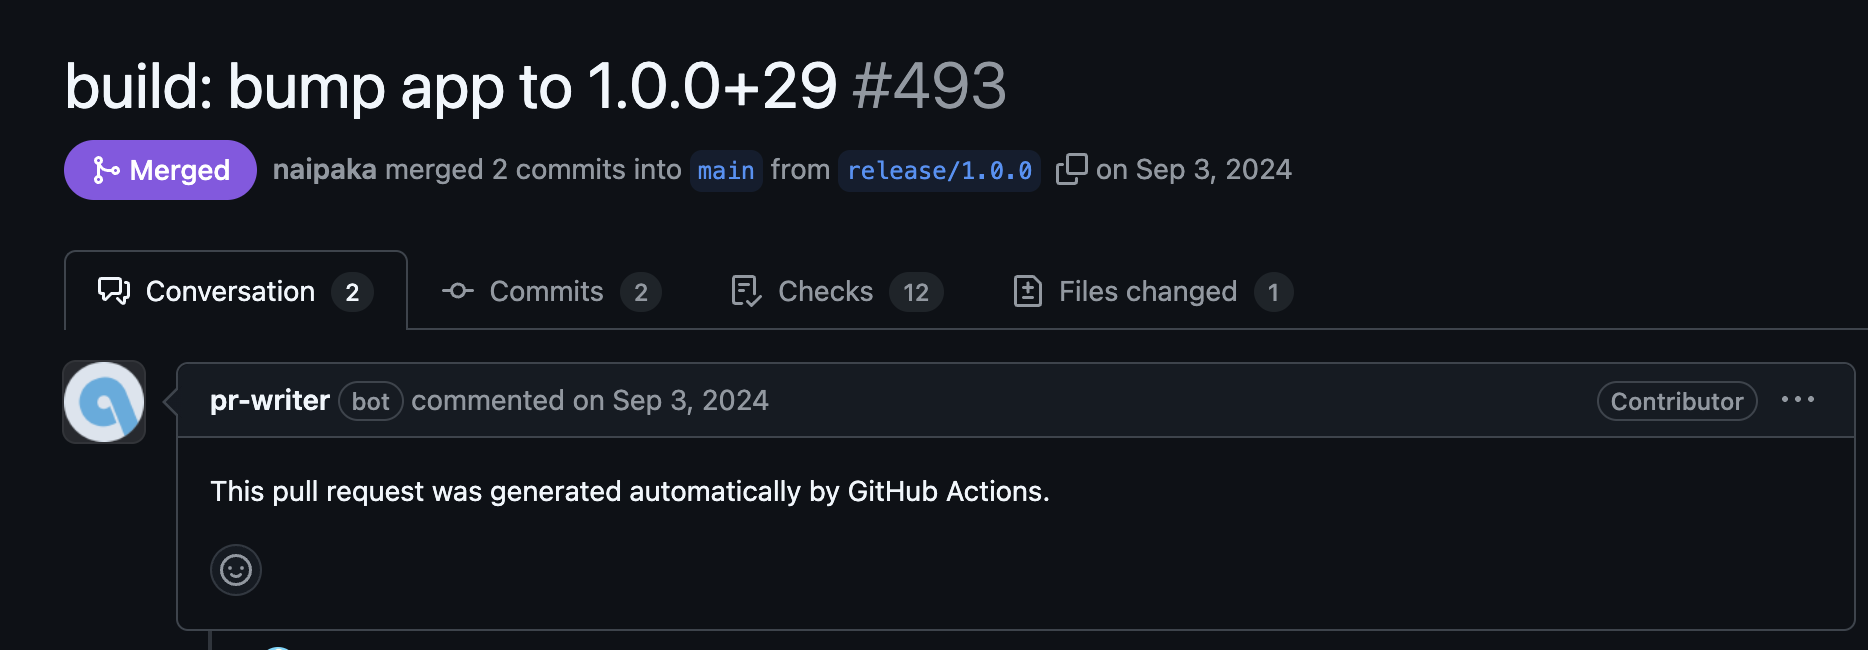 build: bump app to 1.0.0+29 #493
Merged naipaka merged 2 commits into main from release/1.0.0 on Sep 3, 2024
Conversation 2 Commits 2 Checks 12 Files changed 1
pr-writer bot commented on Sep 3, 2024 Contributor ...
This pull request was generated automatically by GitHub Actions.